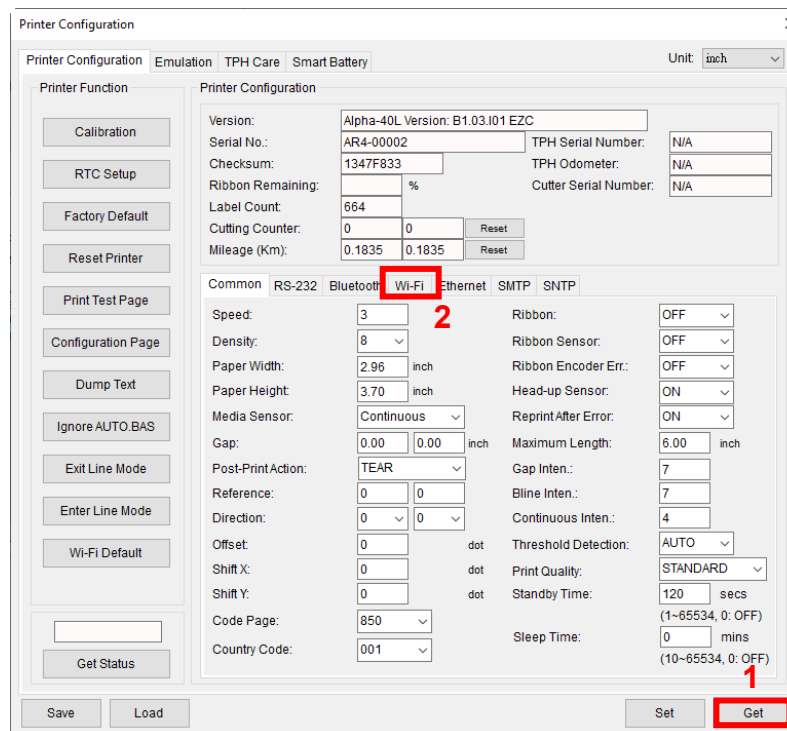 Printer Configuration
Printer Configuration Emulation TPH Care Smart Battery Unit: inch
Printer Function
Calibration
RTC Setup
Factory Default
Reset Printer
Print Test Page
Configuration Page
Dump Text
Ignore AUTO.BAS
Exit Line Mode
Enter Line Mode
Wi-Fi Default
Get Status
Printer Configuration
Version: Alpha-40L Version: B1.03.I01 EZC
Serial No.: AR4-00002 TPH Serial Number: N/A
Checksum: 1347F833 TPH Odometer: N/A
Ribbon Remaining: % Cutter Serial Number: N/A
Label Count: 664
Cutting Counter: 0 0 Reset
Mileage (Km): 0.1835 0.1835 Reset
Common RS-232 Bluetooth Wi-Fi Ethernet SMTP SNTP
2
Speed: 3 Ribbon: OFF
Density: 8 Ribbon Sensor: OFF
Paper Width: 2.96 inch Ribbon Encoder Err.: OFF
Paper Height: 3.70 inch Head-up Sensor: ON
Media Sensor: Continuous Reprint After Error: ON
Gap: 0.00 0.00 inch Maximum Length: 6.00 inch
Post-Print Action: TEAR Gap Inten.: 7
Reference: 0 0 Bline Inten.: 7
Direction: 0 0 Continuous Inten.: 4
Offset: 0 dot Threshold Detection: AUTO
Shift X: 0 dot Print Quality: STANDARD
Shift Y: 0 dot Standby Time: 120 secs
(1~65534, 0: OFF)
Code Page: 850
Sleep Time: 0 mins
Country Code: 001
(10~65534, 0: OFF)
1
Save Load Set Get